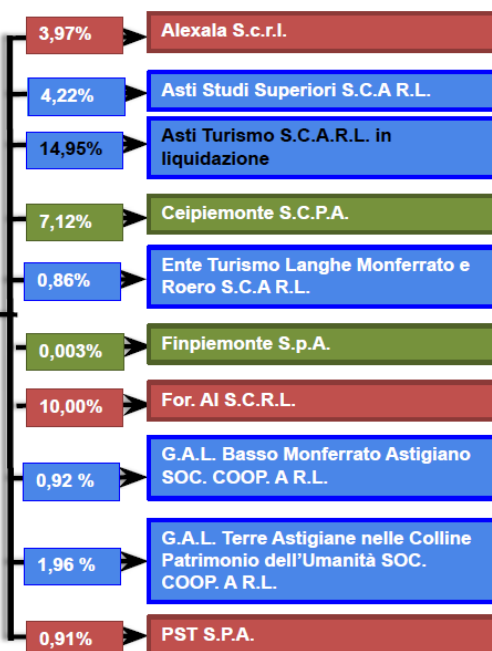 3,97%
Alexala S.c.r.l.
4,22%
Asti Studi Superiori S.C.A R.L.
14,95%
Asti Turismo S.C.A.R.L. in
liquidazione
7,12%
Ceipiemonte S.C.P.A.
0,86%
Ente Turismo Langhe Monferrato e
Roero S.C.A R.L.
0,003%
Finpiemonte S.p.A.
10,00%
For. Al S.C.R.L.
0,92 %
G.A.L. Basso Monferrato Astigiano
SOC. COOP. A R.L.
1,96 %
G.A.L. Terre Astigiane nelle Colline
Patrimonio dell’Umanità SOC.
COOP. A R.L.
0,91%
PST S.P.A.